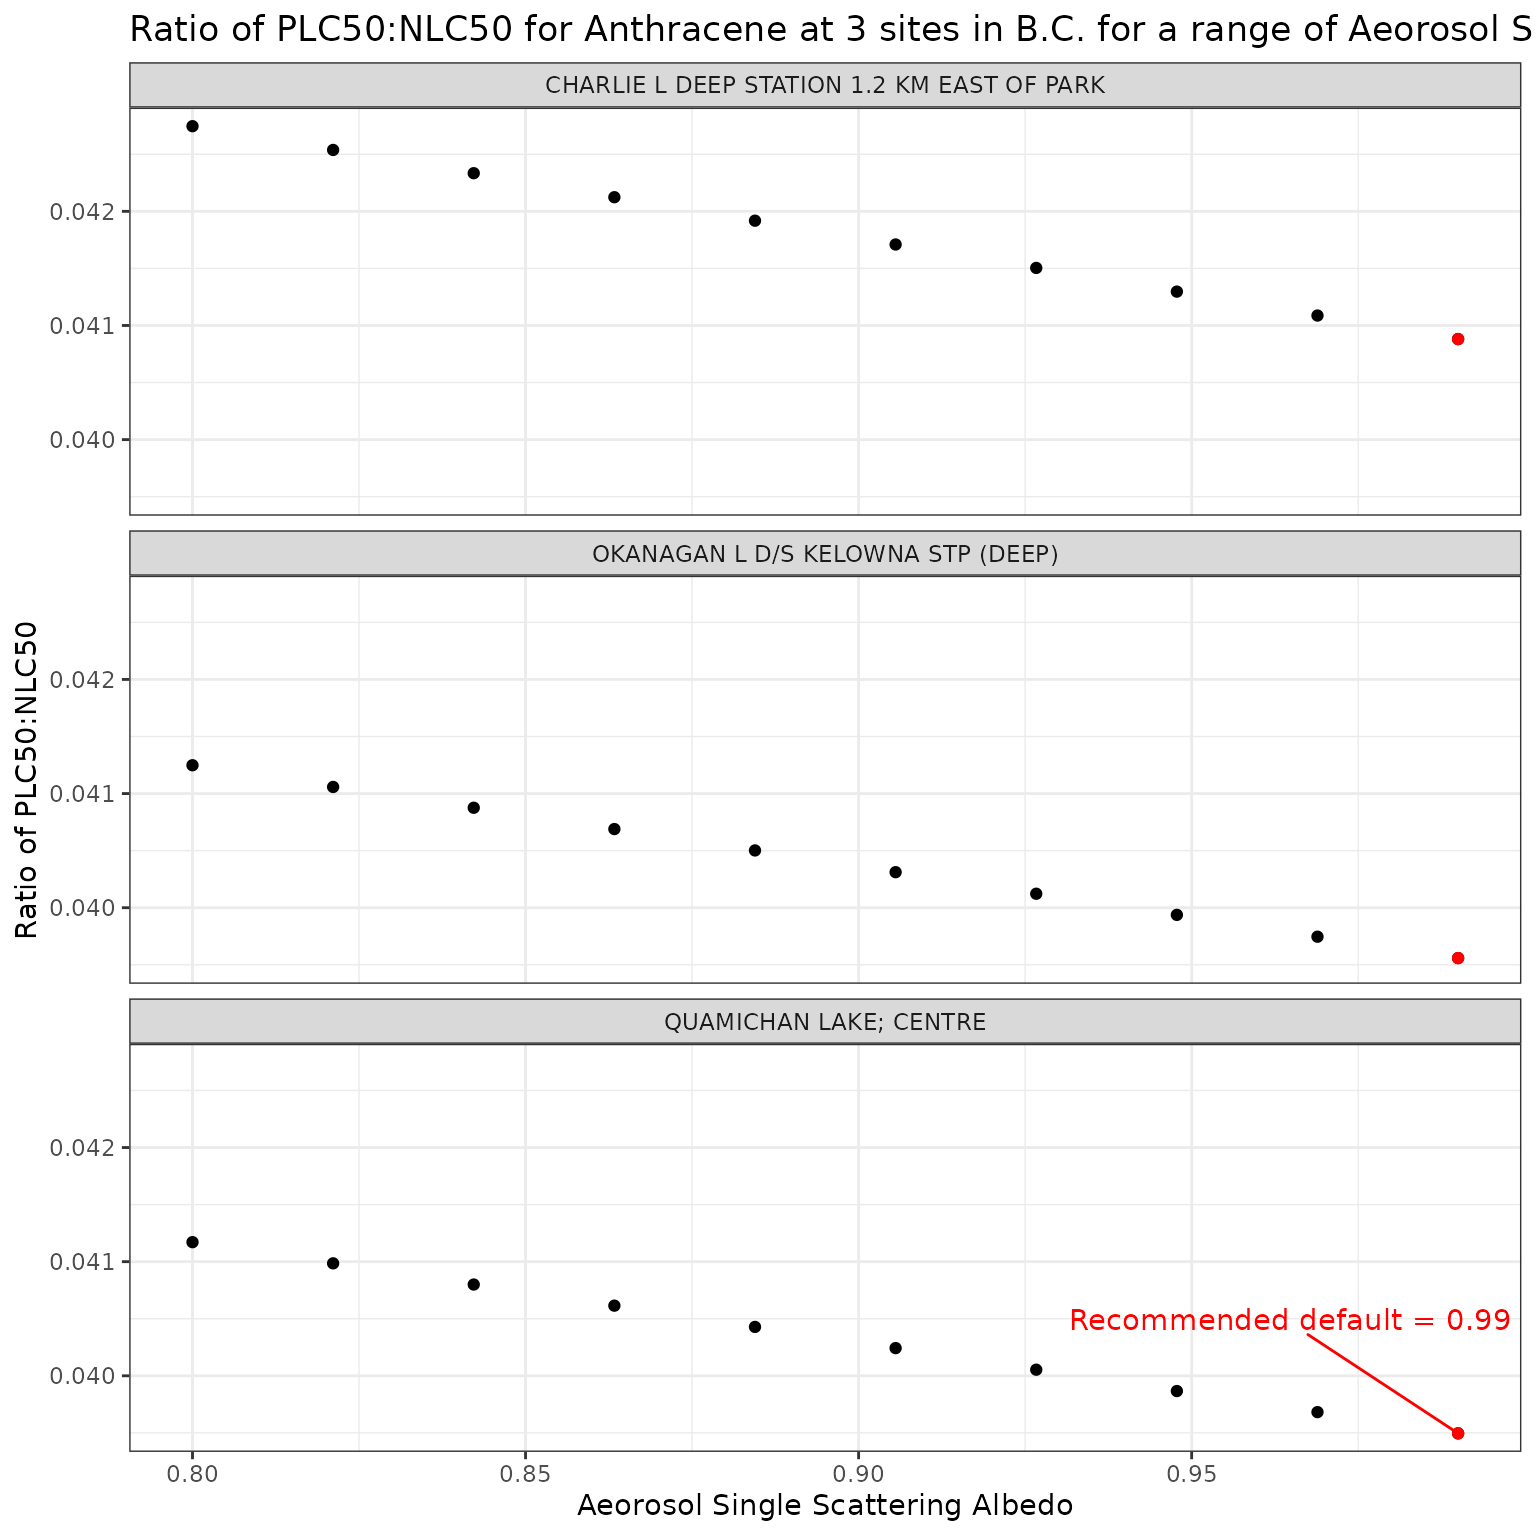 Ratio of PLC50:NLC50 for Anthracene at 3 sites in B.C. for a range of Aeorosol S
CHARLIE L DEEP STATION 1.2 KM EAST OF PARK
0.042
0.041
0.040
OKANAGAN L D/S KELOWNA STP (DEEP)
0.042
0.041
0.040
Ratio of PLC50:NLC50
QUAMICHAN LAKE; CENTRE
0.042
0.041
0.040
Recommended default = 0.99
0.80 0.85 0.90 0.95
Aeorosol Single Scattering Albedo